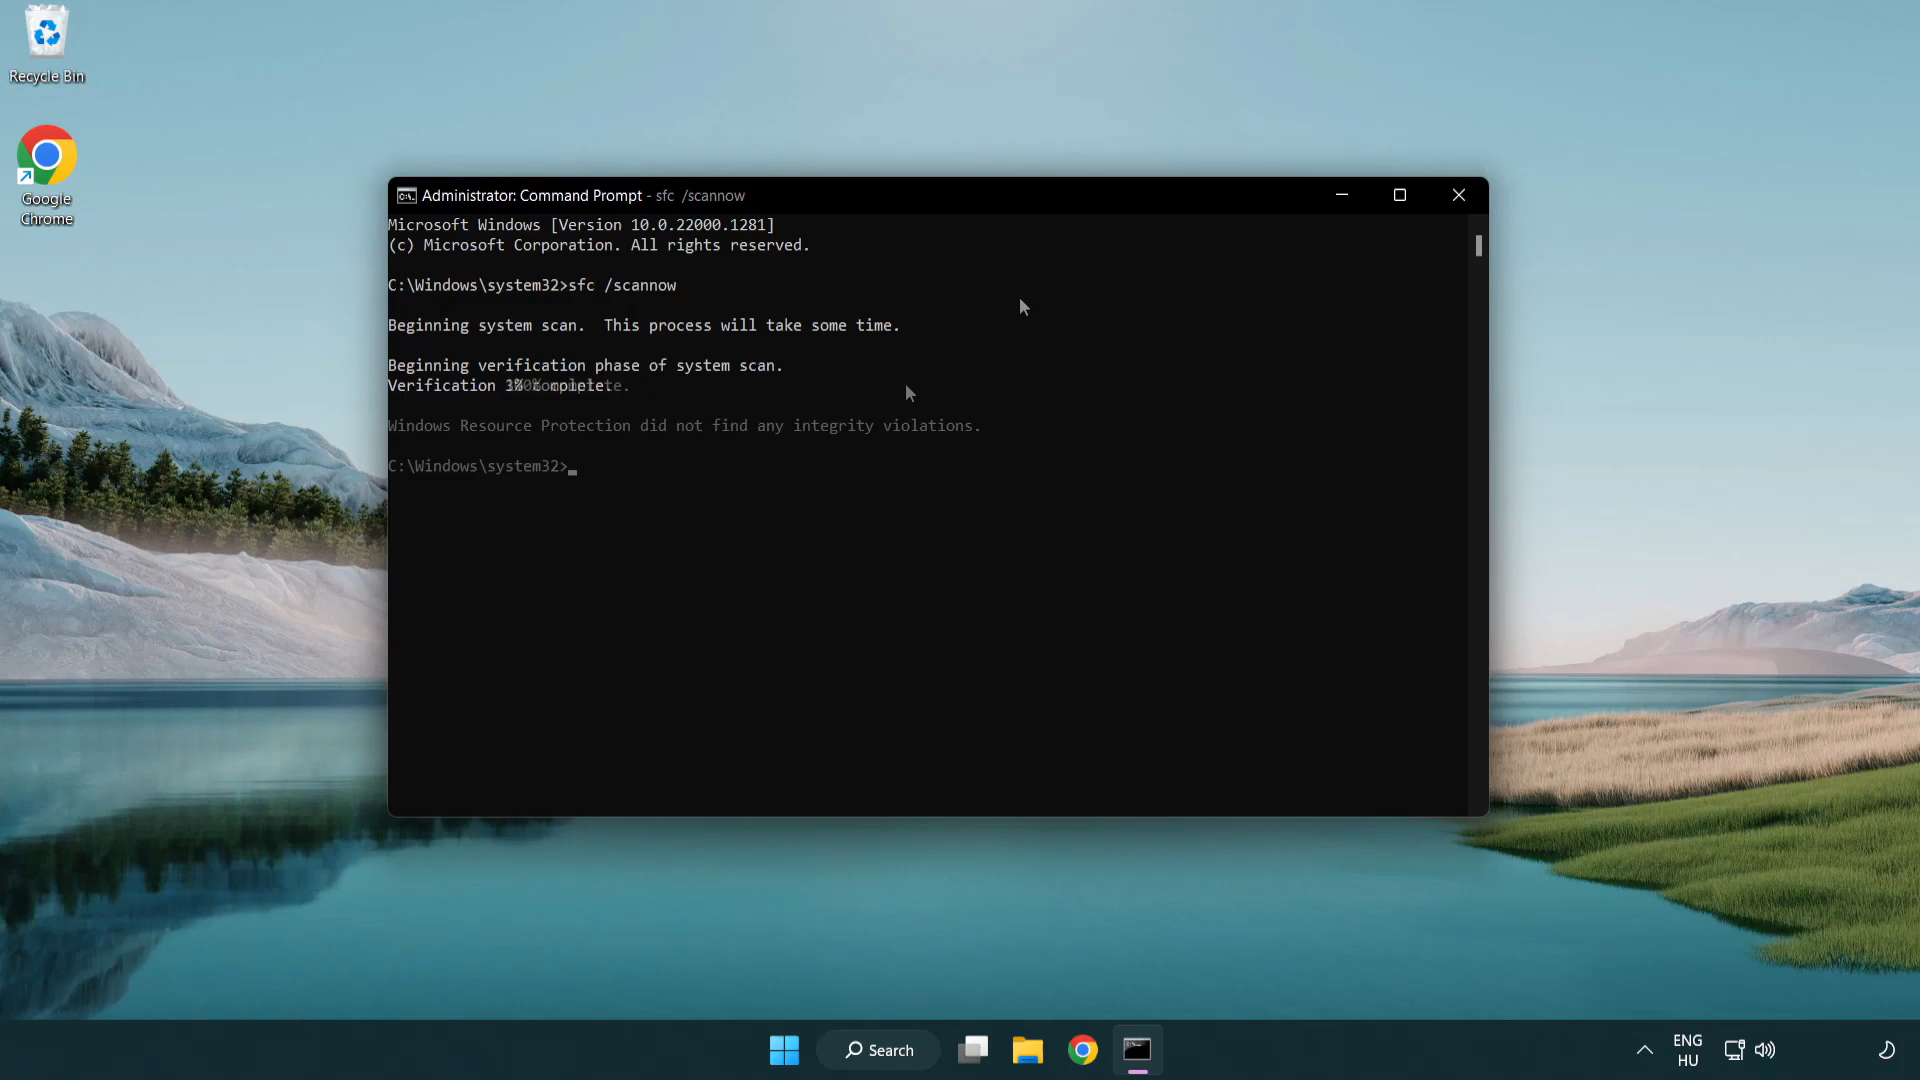 Recycle Bin
Google
Chrome
Administrator: Command Prompt - sfc  /scannow
Microsoft Windows [Version 10.0.22000.1281]
(c) Microsoft Corporation. All rights reserved.
C:\Windows\system32>sfc /scannow
Beginning system scan.  This process will take some time.
Beginning verification phase of system scan.
Verification
Windows Resource Protection did not find any integrity violations.
C:\Windows\system32>_
Search
ENG
HU